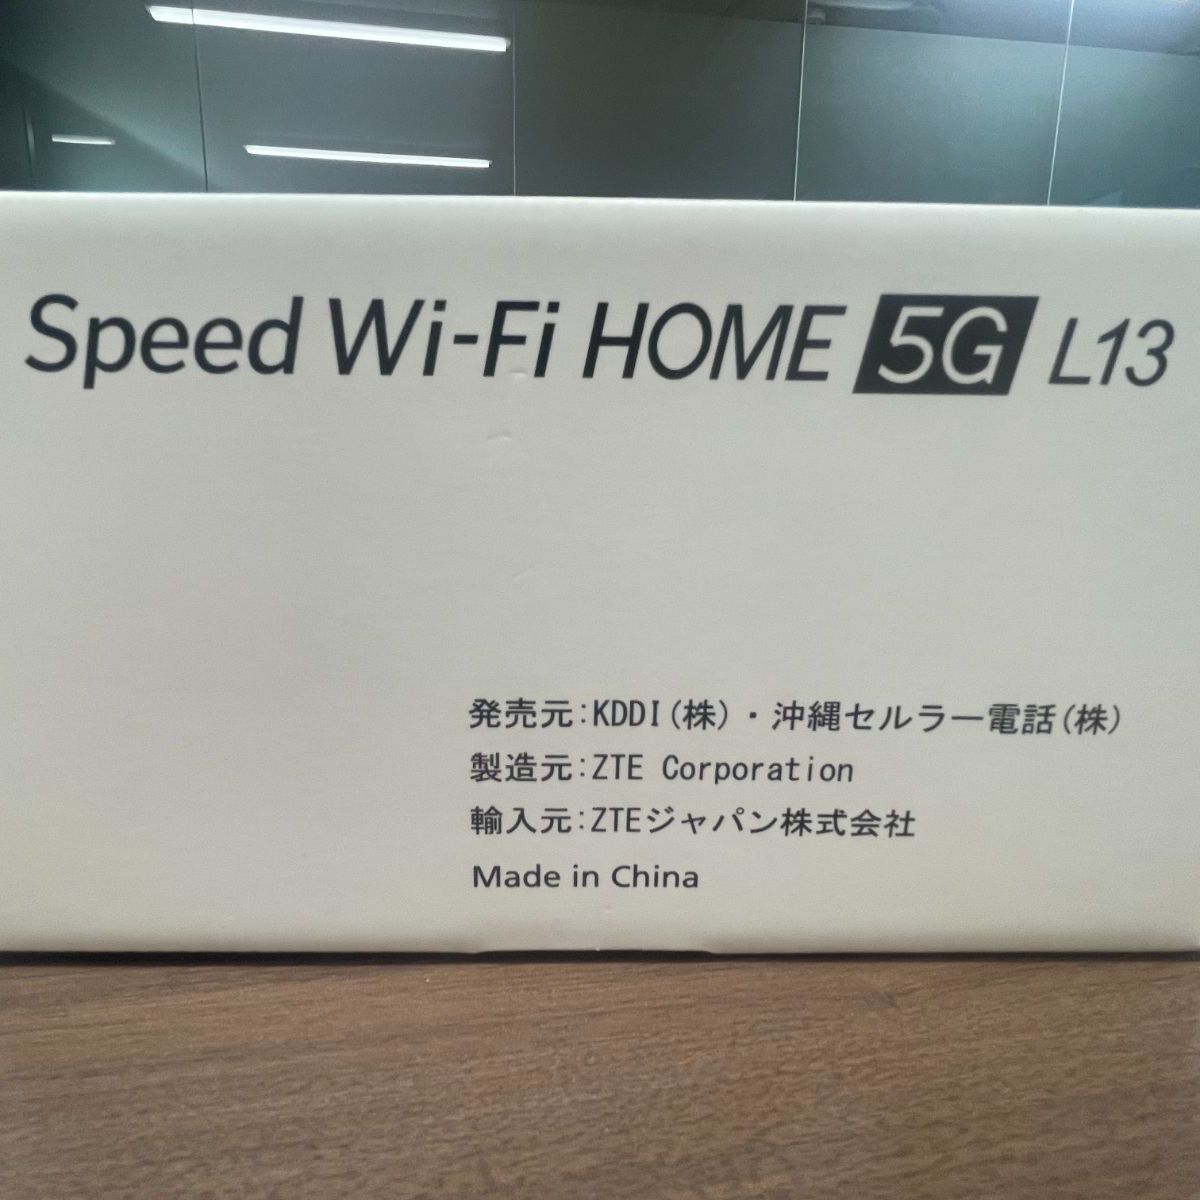 Speed Wi-Fi HOME 5G L13
発売元:KDDI(株)・沖縄セルラー電話(株)
製造元:ZTE Corporation
輸入元:ZTEジャパン株式会社
Made in China